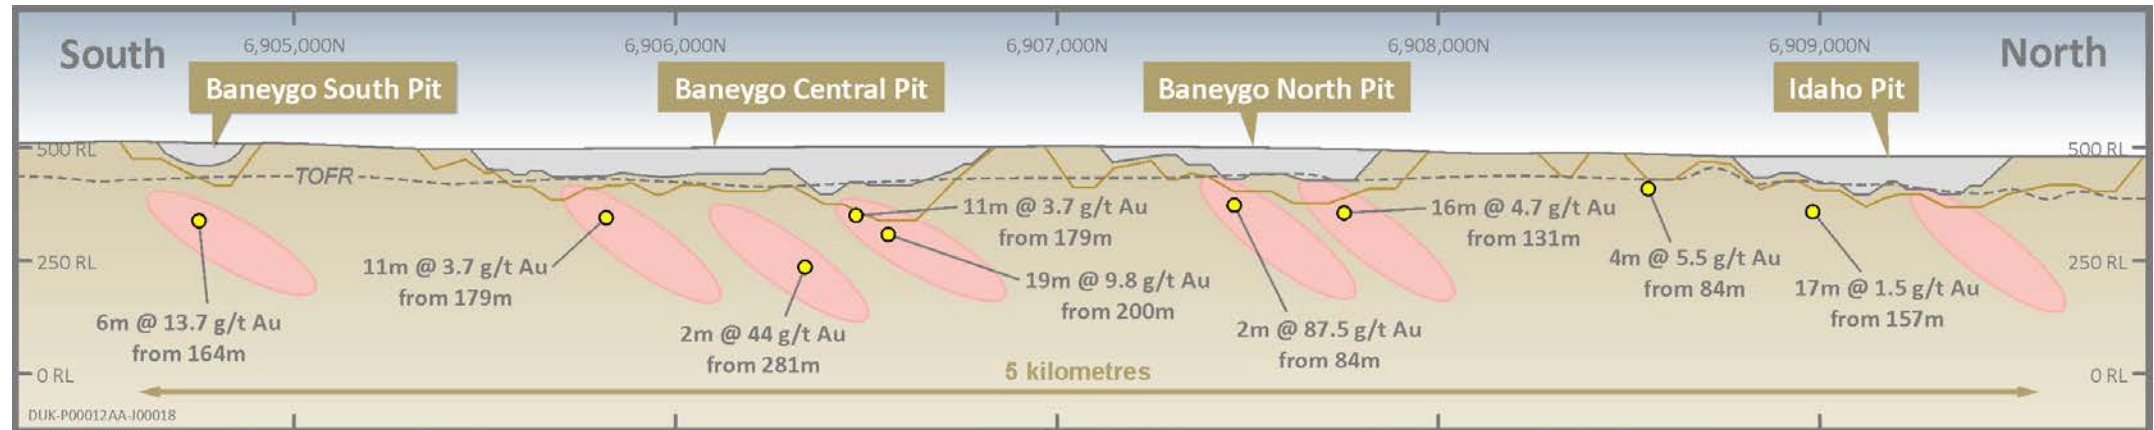 South
6,905,000N
6,906,000N
6,907,000N
6,908,000N
6,909,000N
North
Baneygo South Pit
Baneygo Central Pit
Baneygo North Pit
Idaho Pit
500 RL
500 RL
TOFR
11m @ 3.7 g/t Au
from 179m
16m @ 4.7 g/t Au
from 131m
250 RL
11m @ 3.7 g/t Au
from 179m
19m @ 9.8 g/t Au
from 200m
4m @ 5.5 g/t Au
from 84m
250 RL
17m @ 1.5 g/t Au
from 157m
6m @ 13.7 g/t Au
from 164m
2m @ 44 g/t Au
from 281m
2m @ 87.5 g/t Au
from 84m
0 RL
5 kilometres
0 RL
DUK-P00012AA-J00018